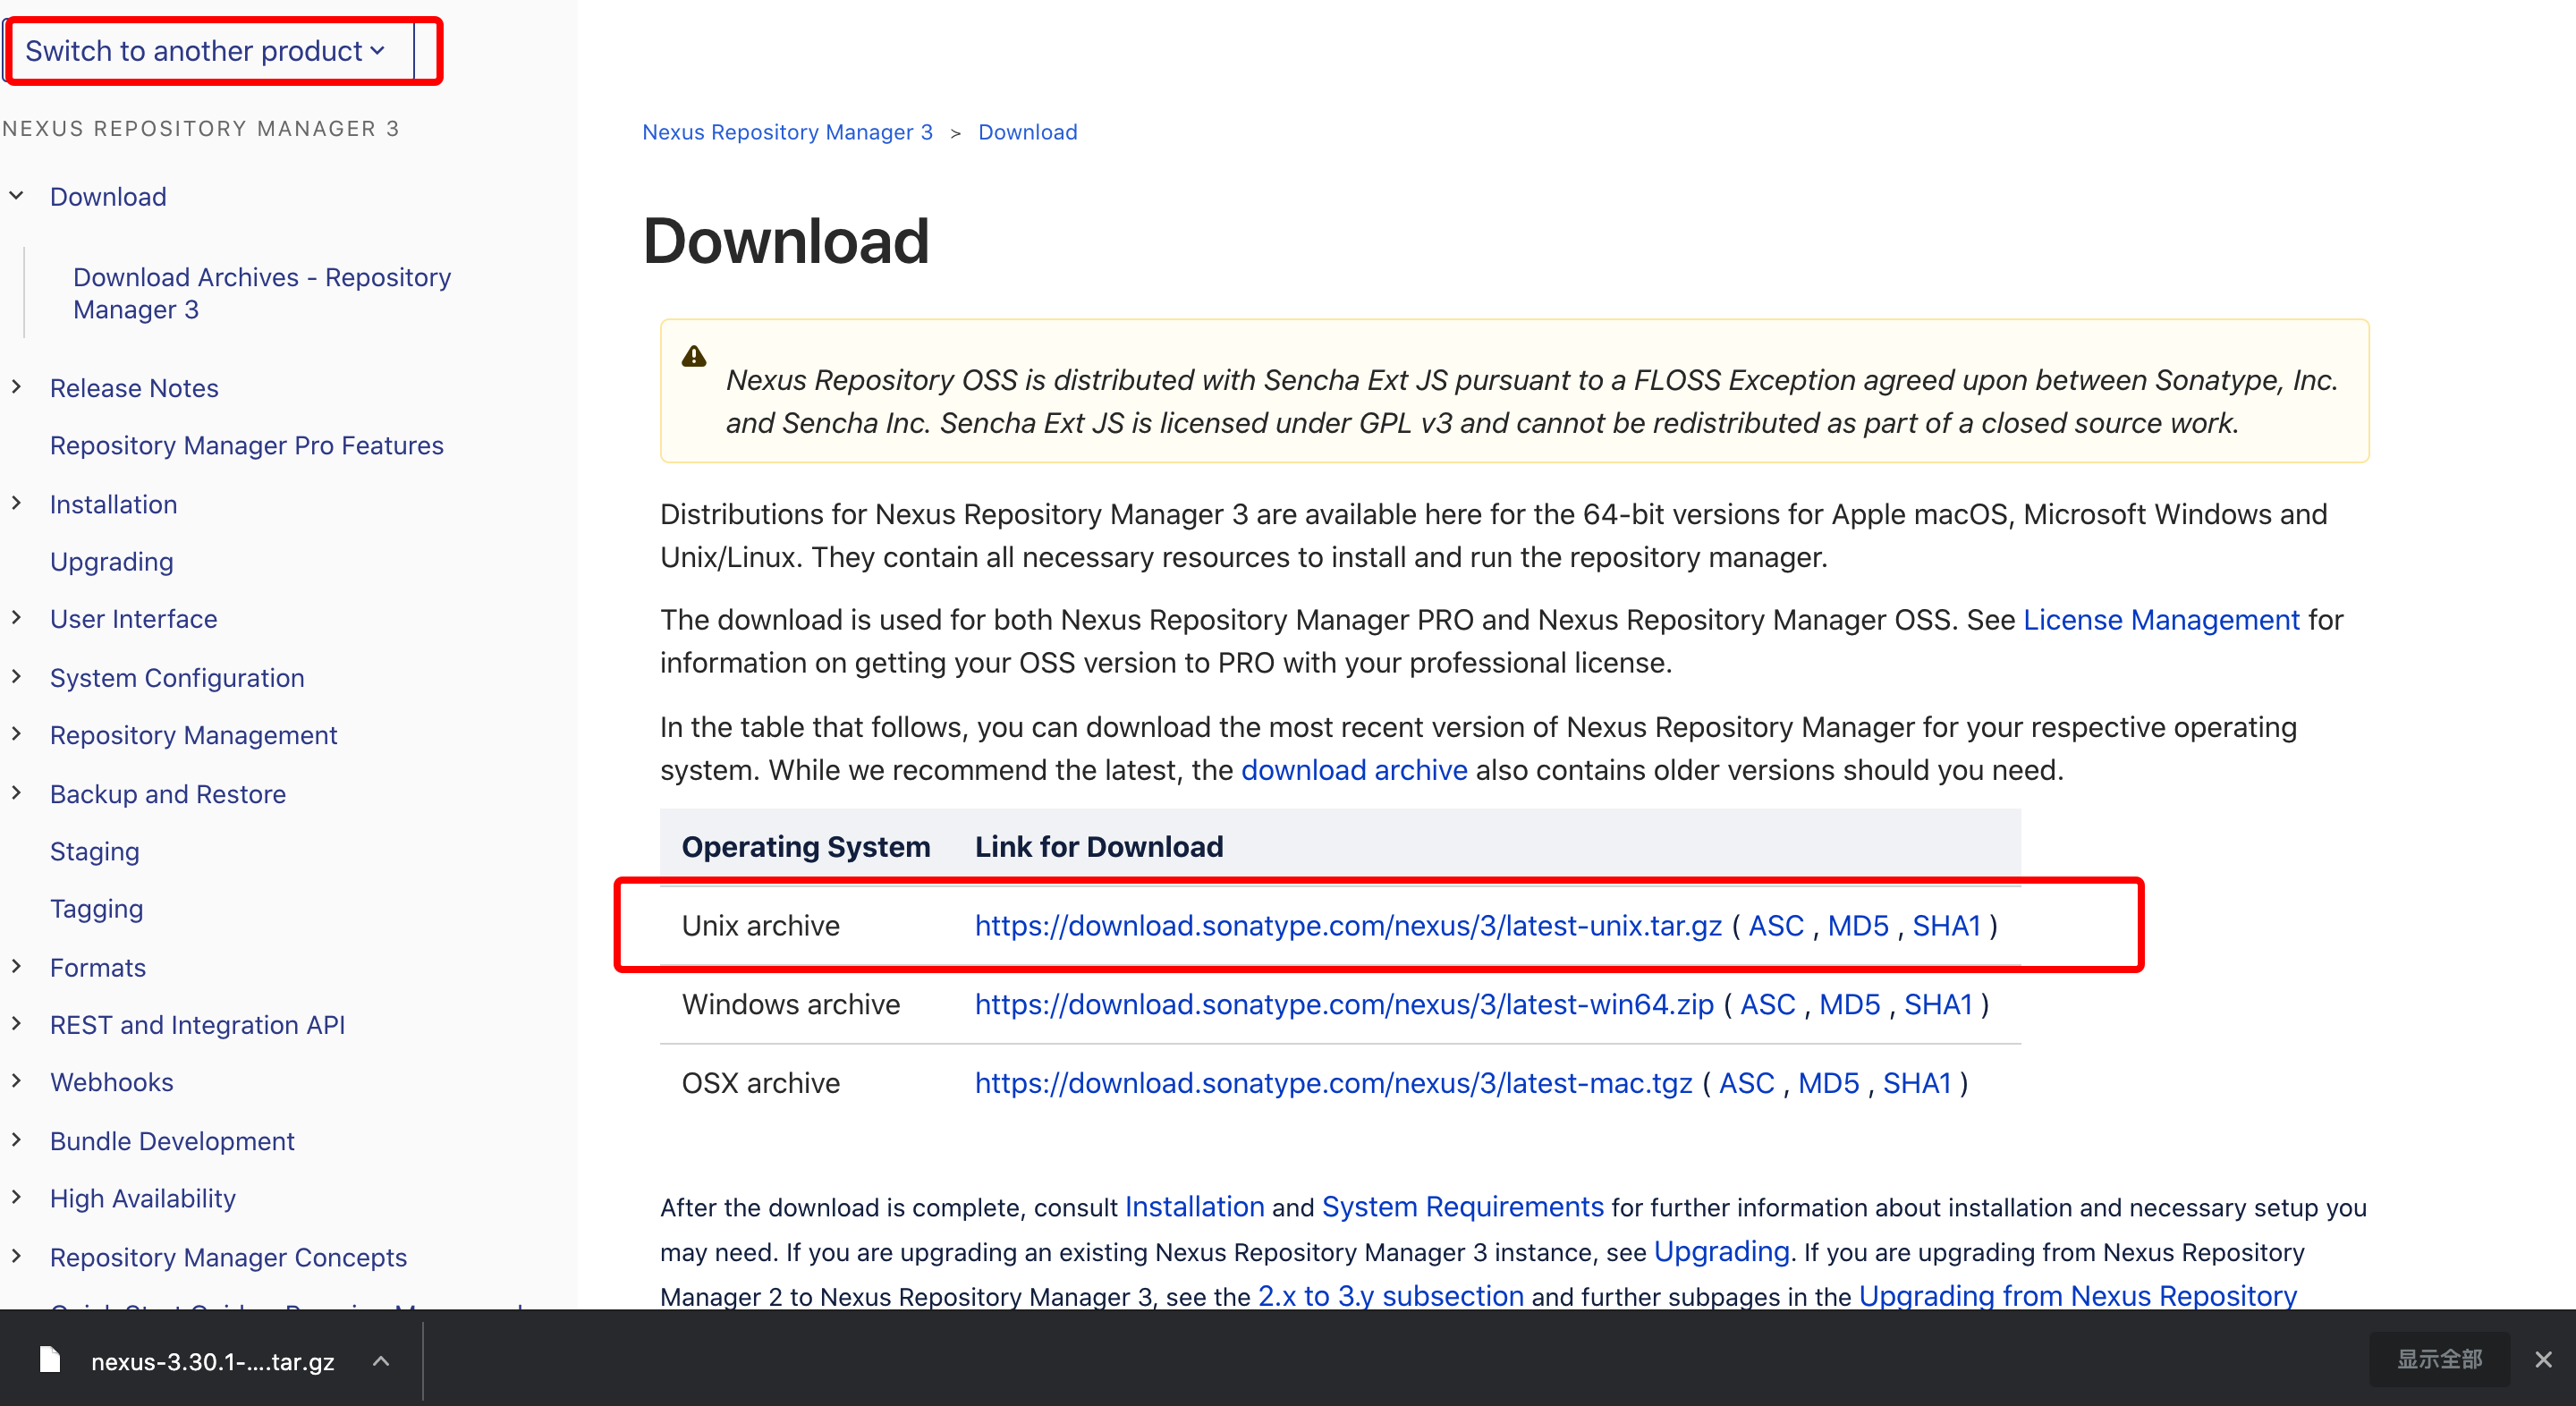 Switch to another product
NEXUS REPOSITORY MANAGER 3
Download
Download Archives - Repository
Manager 3
Release Notes
Repository Manager Pro Features
Installation
Upgrading
User Interface
System Configuration
Repository Management
Backup and Restore
Staging
Tagging
Formats
REST and Integration API
Webhooks
Bundle Development
High Availability
Repository Manager Concepts
Nexus Repository Manager 3 > Download
Download
Nexus Repository OSS is distributed with Sencha Ext JS pursuant to a FLOSS Exception agreed upon between Sonatype, Inc.
and Sencha Inc. Sencha Ext JS is licensed under GPL v3 and cannot be redistributed as part of a closed source work.
Distributions for Nexus Repository Manager 3 are available here for the 64-bit versions for Apple macOS, Microsoft Windows and
Unix/Linux. They contain all necessary resources to install and run the repository manager.
The download is used for both Nexus Repository Manager PRO and Nexus Repository Manager OSS. See License Management for
information on getting your OSS version to PRO with your professional license.
In the table that follows, you can download the most recent version of Nexus Repository Manager for your respective operating
system. While we recommend the latest, the download archive also contains older versions should you need.
Operating System Link for Download
Unix archive https://download.sonatype.com/nexus/3/latest-unix.tar.gz ( ASC , MD5 , SHA1 )
Windows archive https://download.sonatype.com/nexus/3/latest-win64.zip ( ASC , MD5 , SHA1 )
OSX archive https://download.sonatype.com/nexus/3/latest-mac.tgz ( ASC , MD5 , SHA1 )
After the download is complete, consult Installation and System Requirements for further information about installation and necessary setup you
may need. If you are upgrading an existing Nexus Repository Manager 3 instance, see Upgrading. If you are upgrading from Nexus Repository
Manager 2 to Nexus Repository Manager 3, see the 2.x to 3.y subsection and further subpages in the Upgrading from Nexus Repository
nexus-3.30.1-....tar.gz
显示全部